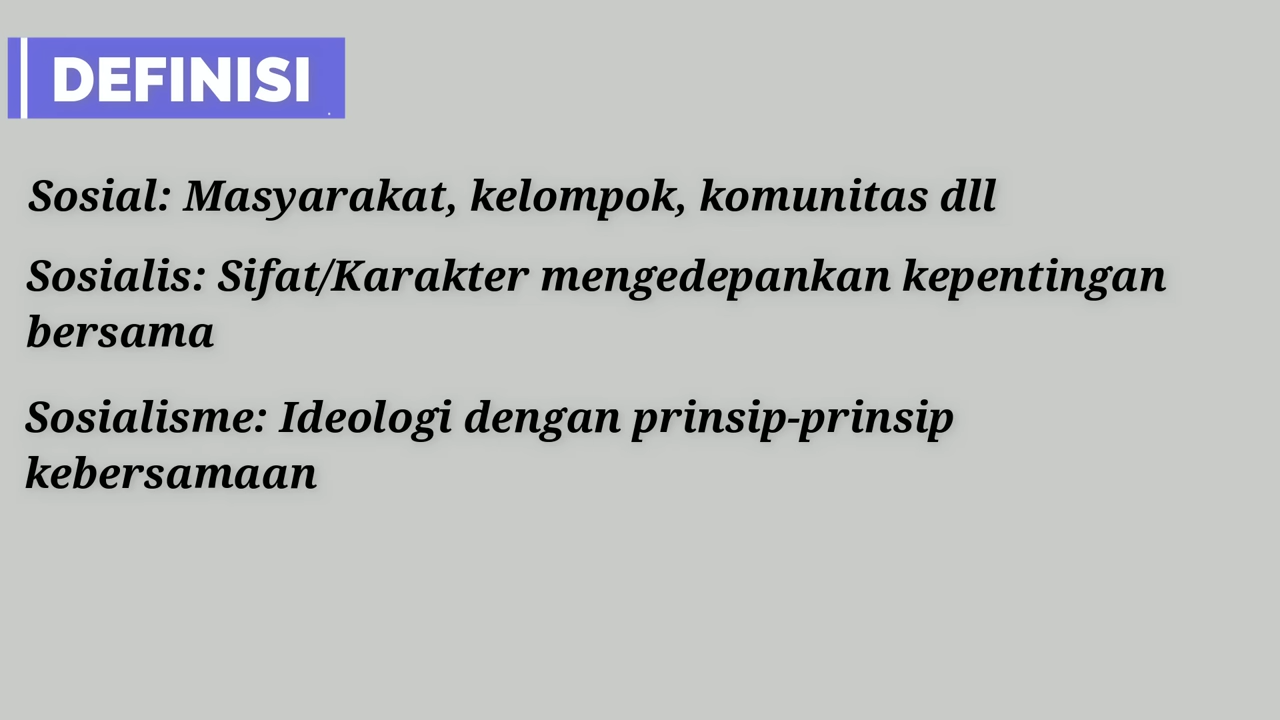 DEFINISI
Sosial: Masyarakat, kelompok, komunitas dll
Sosialis: Sifat/Karakter mengedepankan kepentingan
bersama
Sosialisme: Ideologi dengan prinsip-prinsip
kebersamaan